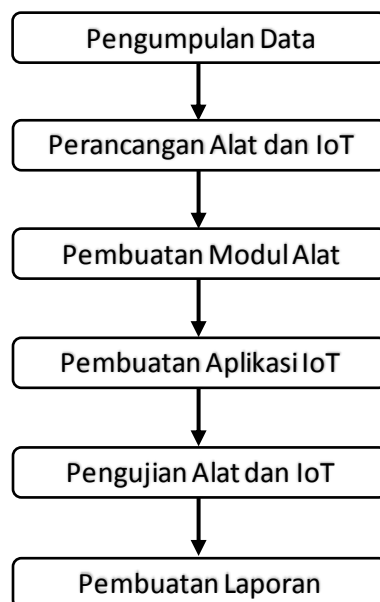 Pengumpulan Data
Perancangan Alat dan IoT
Pembuatan Modul Alat
Pembuatan Aplikasi IoT
Pengujian Alat dan IoT
Pembuatan Laporan